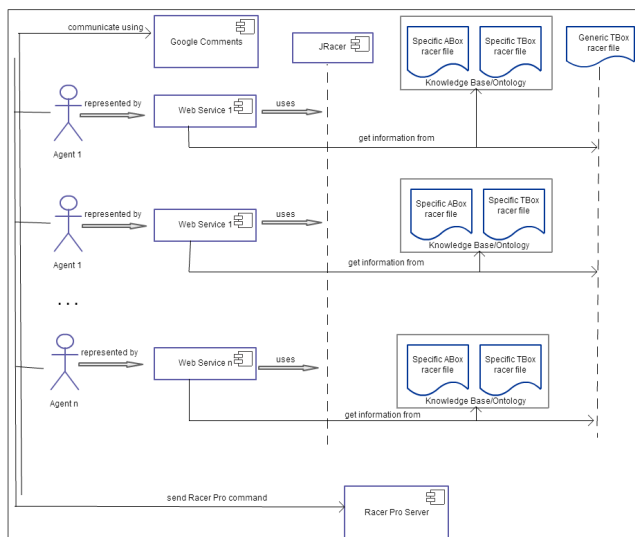 communicate using
Google Comments
JRacer
Specific ABox
racer file
Specific TBox
racer file
Knowledge Base/Ontology
Generic TBox
racer file
represented by
Web Service 1
uses
Agent 1
get information from
Specific ABox
racer file
Specific TBox
racer file
Knowledge Base/Ontology
represented by
Web Service 1
uses
Agent 1
get information from
...
Specific ABox
racer file
Specific TBox
racer file
Knowledge Base/Ontology
represented by
Web Service n
uses
Agent n
get information from
send Racer Pro command
Racer Pro Server